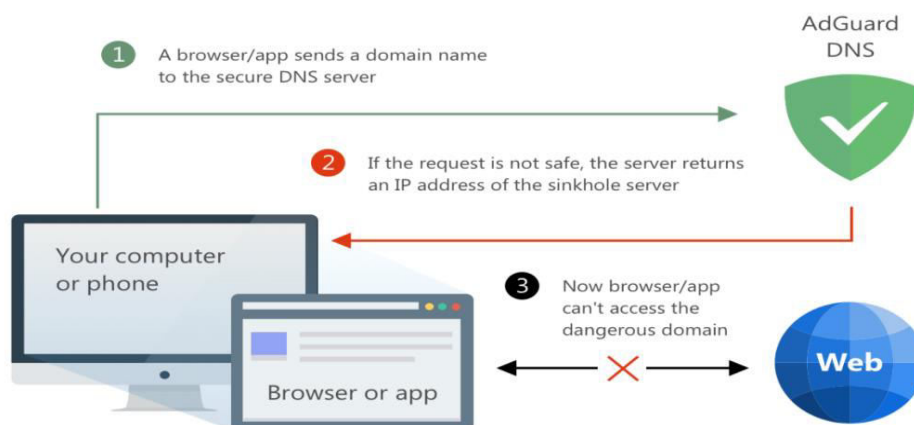 AdGuard
DNS
1 A browser/app sends a domain name
to the secure DNS server
2 If the request is not safe, the server returns
an IP address of the sinkhole server
Your computer
or phone
3 Now browser/app
can't access the
dangerous domain
Browser or app
Web